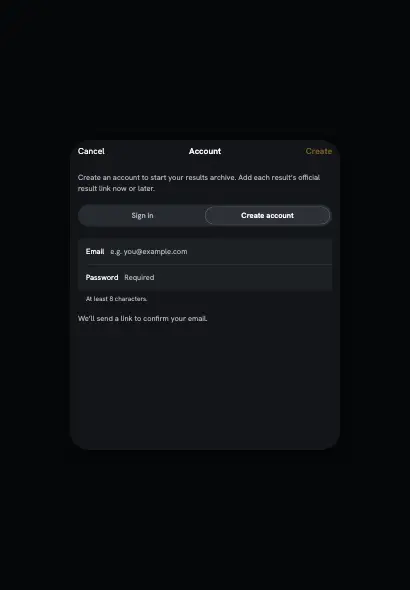 Cancel Account Create
Create an account to start your results archive. Add each result's official
result link now or later.
Sign in Create account
Email e.g. you@example.com
Password Required
At least 8 characters.
We'll send a link to confirm your email.